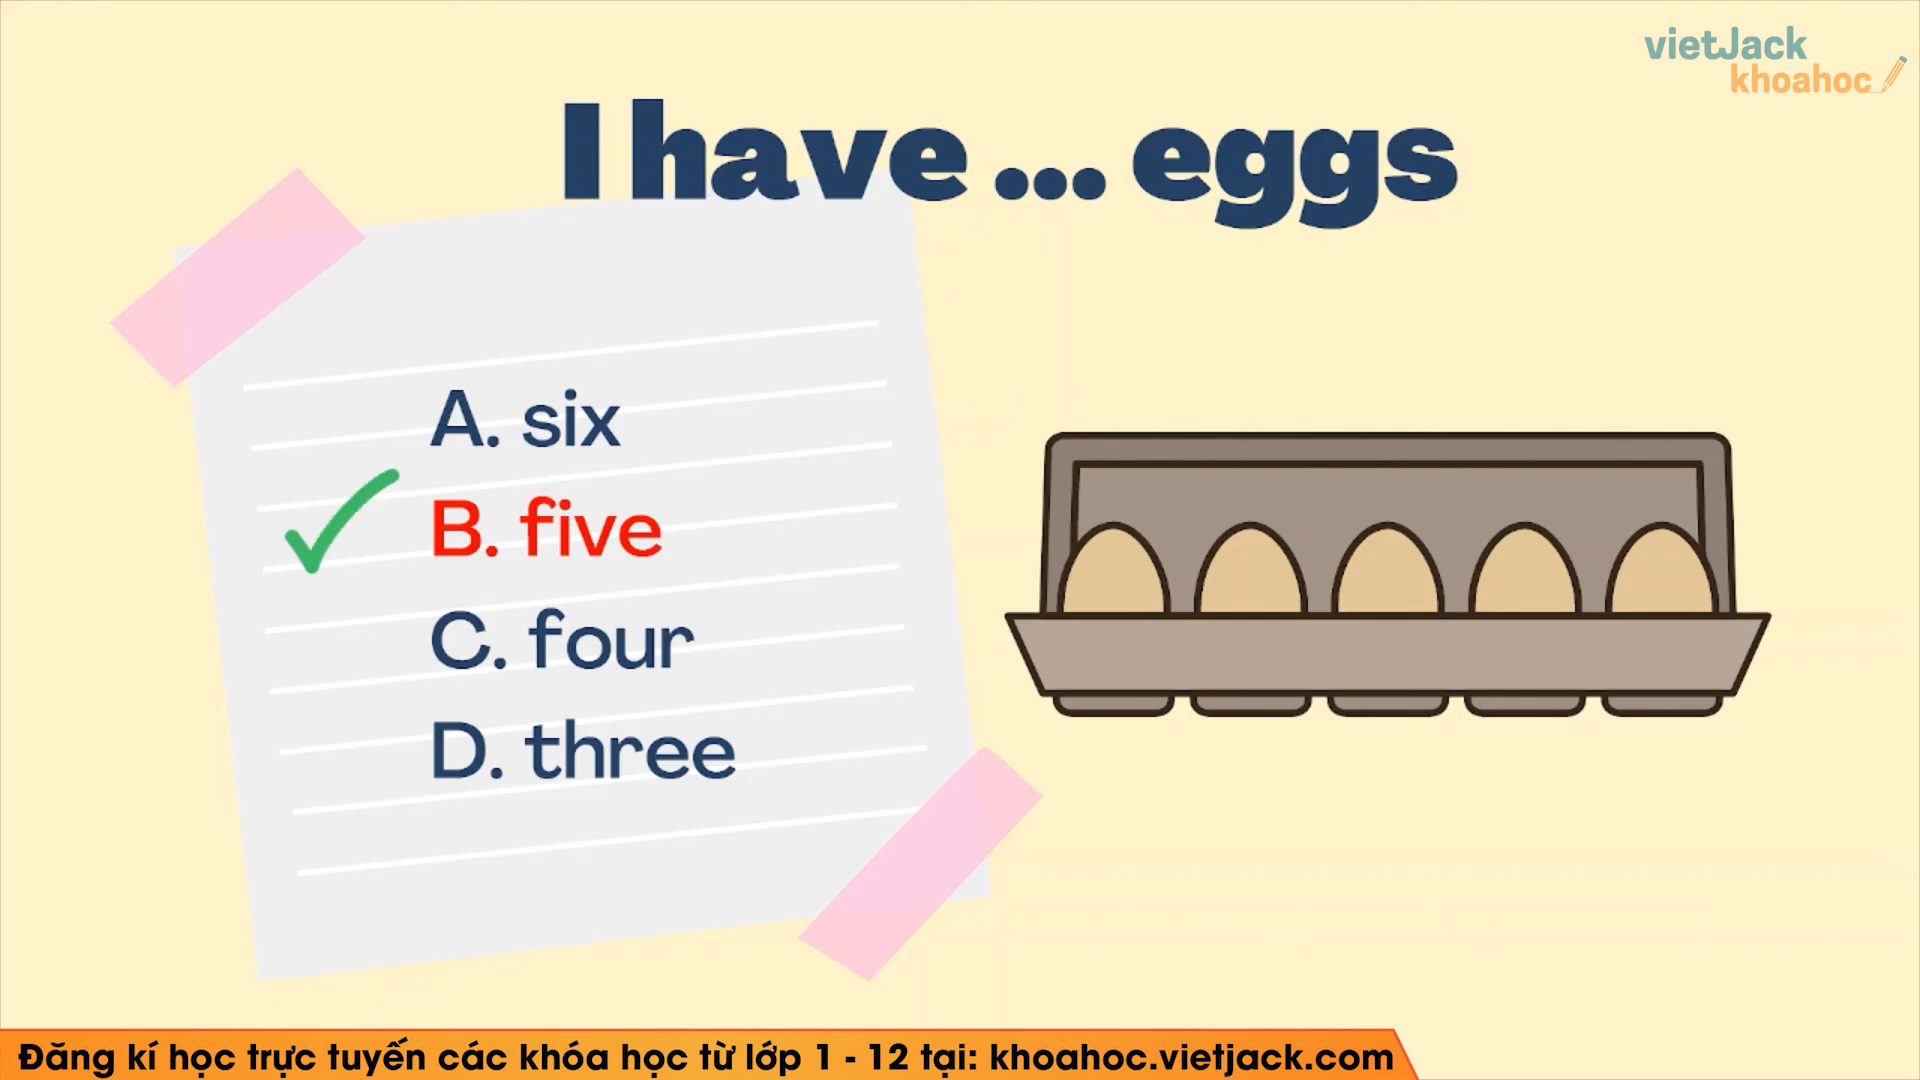 vietJack
khoahoc
I have ... eggs
A. six
B. five
C. four
D. three
Đăng kí học trực tuyến các khóa học từ lớp 1 - 12 tại: khoahoc.vietjack.com